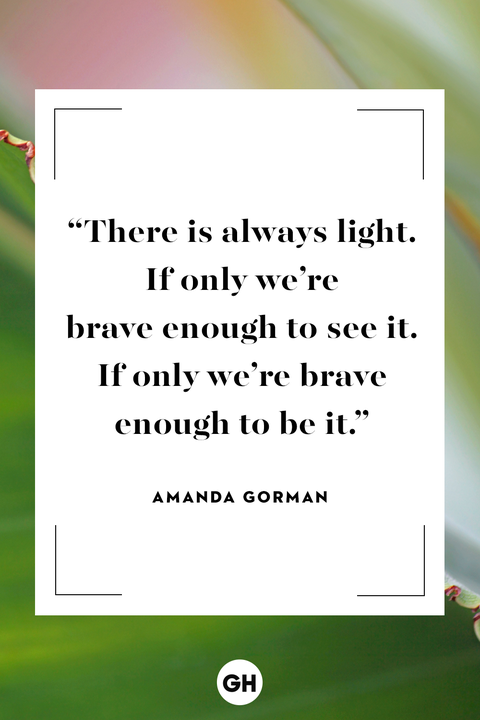 “There is always light.
If only we’re
brave enough to see it.
If only we’re brave
enough to be it.”
AMANDA GORMAN
GH